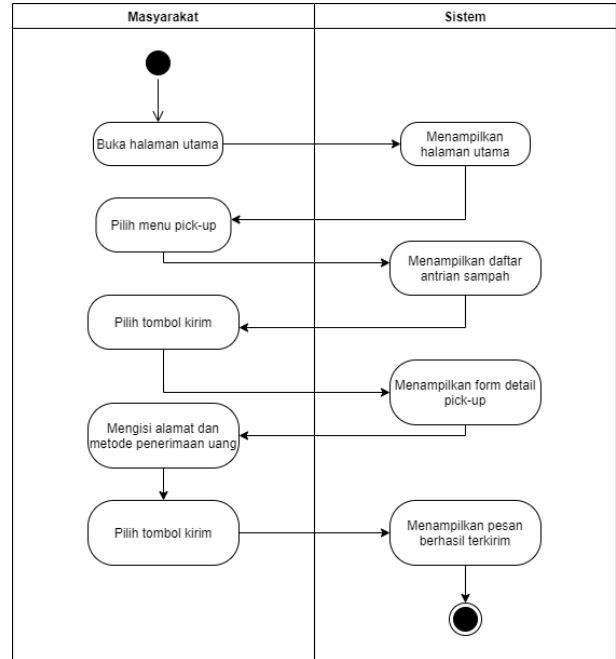 Masyarakat
Sistem
Buka halaman utama
Menampilkan
halaman utama
Pilih menu pick-up
Menampilkan daftar
antrian sampah
Pilih tombol kirim
Menampilkan form detail
pick-up
Mengisi alamat dan
metode penerimaan uang
Pilih tombol kirim
Menampilkan pesan
berhasil terkirim